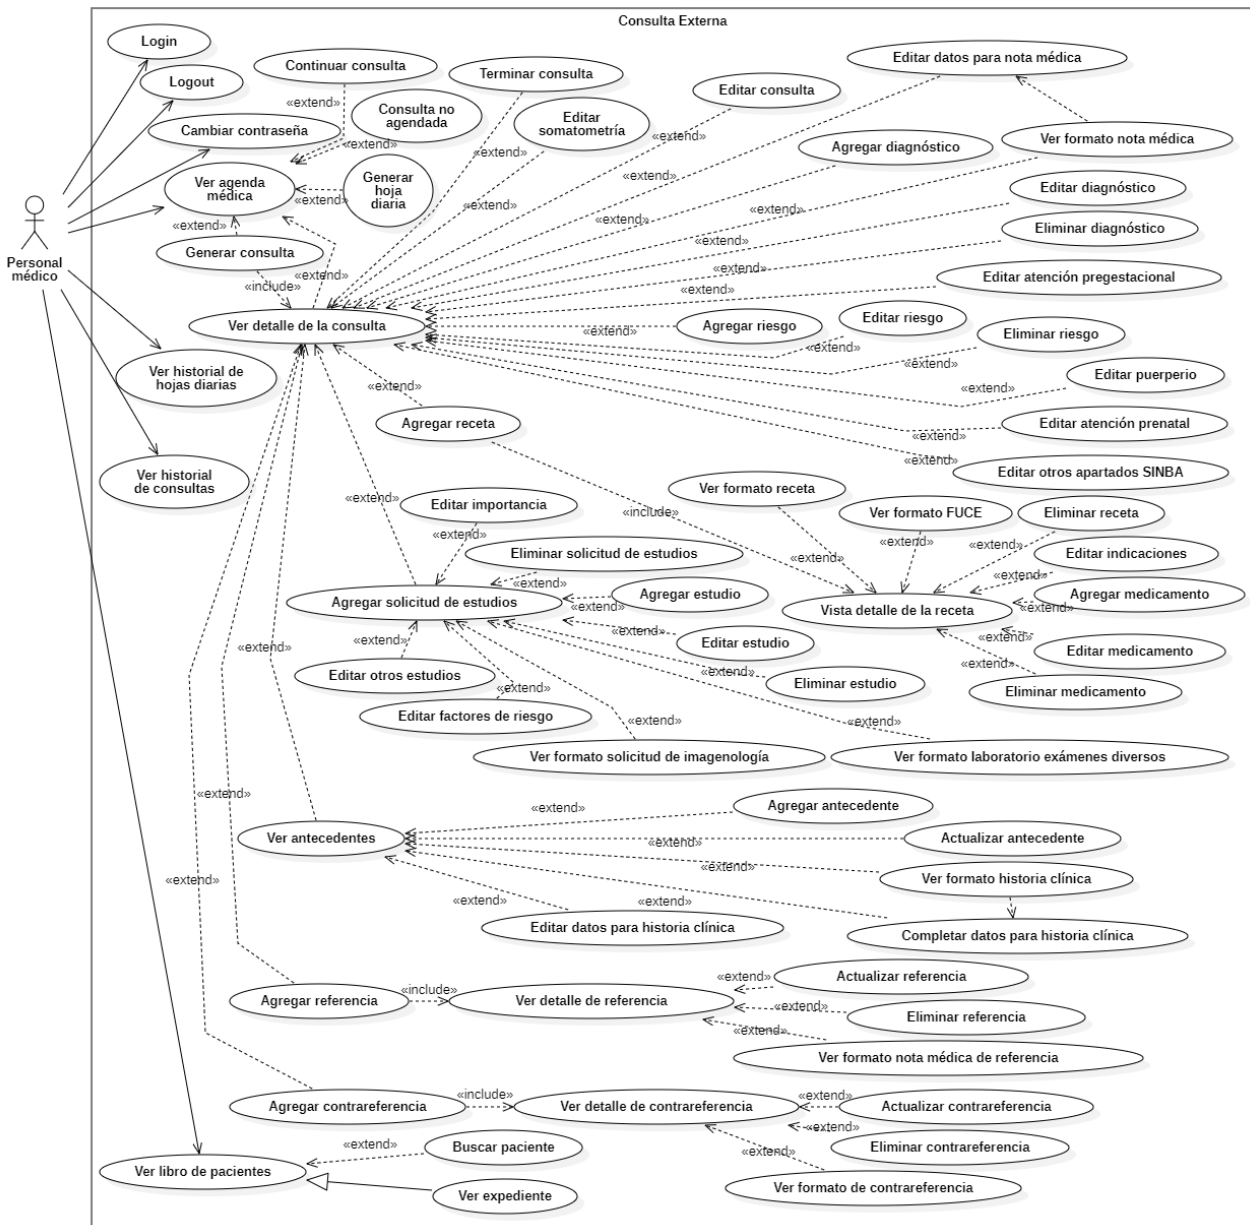 Consulta Externa
Login
Logout
Cambiar contraseña
Ver agenda
médica
Generar consulta
Personal
médico
Continuar consulta
«extend»
Consulta no
agendada
«extend»
Generar
hoja
diaria
«extend»
«extend»
«extend»
«include»
Terminar consulta
«extend»
Editar
somatometría
«extend»
Editar consulta
«extend»
Editar datos para nota médica
«extend»
Agregar diagnóstico
«extend»
Ver formato nota médica
«extend»
Editar diagnóstico
«extend»
Eliminar diagnóstico
«extend»
Editar atención pregestacional
«extend»
Ver detalle de la consulta
Agregar riesgo
«extend»
Editar riesgo
«extend»
Eliminar riesgo
«extend»
Editar puerperio
«extend»
Editar atención prenatal
«extend»
Editar otros apartados SINBA
«extend»
Ver historial de
hojas diarias
Ver historial
de consultas
«extend»
Agregar receta
«include»
Ver formato receta
«extend»
Ver formato FUCE
«extend»
Eliminar receta
«extend»
Editar indicaciones
«extend»
Agregar medicamento
«extend»
Vista detalle de la receta
Editar medicamento
«extend»
Eliminar medicamento
«extend»
«extend»
Editar importancia
«extend»
Eliminar solicitud de estudios
«extend»
Agregar estudio
«extend»
Agregar solicitud de estudios
Editar estudio
«extend»
Eliminar estudio
«extend»
Editar otros estudios
«extend»
Editar factores de riesgo
«extend»
Ver formato solicitud de imagenología
«extend»
Ver formato laboratorio exámenes diversos
«extend»
«extend»
Ver antecedentes
Agregar antecedente
«extend»
Actualizar antecedente
«extend»
Ver formato historia clínica
«extend»
Completar datos para historia clínica
«extend»
Editar datos para historia clínica
«extend»
Agregar referencia
«include»
Ver detalle de referencia
Actualizar referencia
«extend»
Eliminar referencia
«extend»
Ver formato nota médica de referencia
«extend»
«extend»
Agregar contrareferencia
«include»
Ver detalle de contrareferencia
Actualizar contrareferencia
«extend»
Eliminar contrareferencia
«extend»
Ver formato de contrareferencia
«extend»
Ver libro de pacientes
Buscar paciente
«extend»
Ver expediente